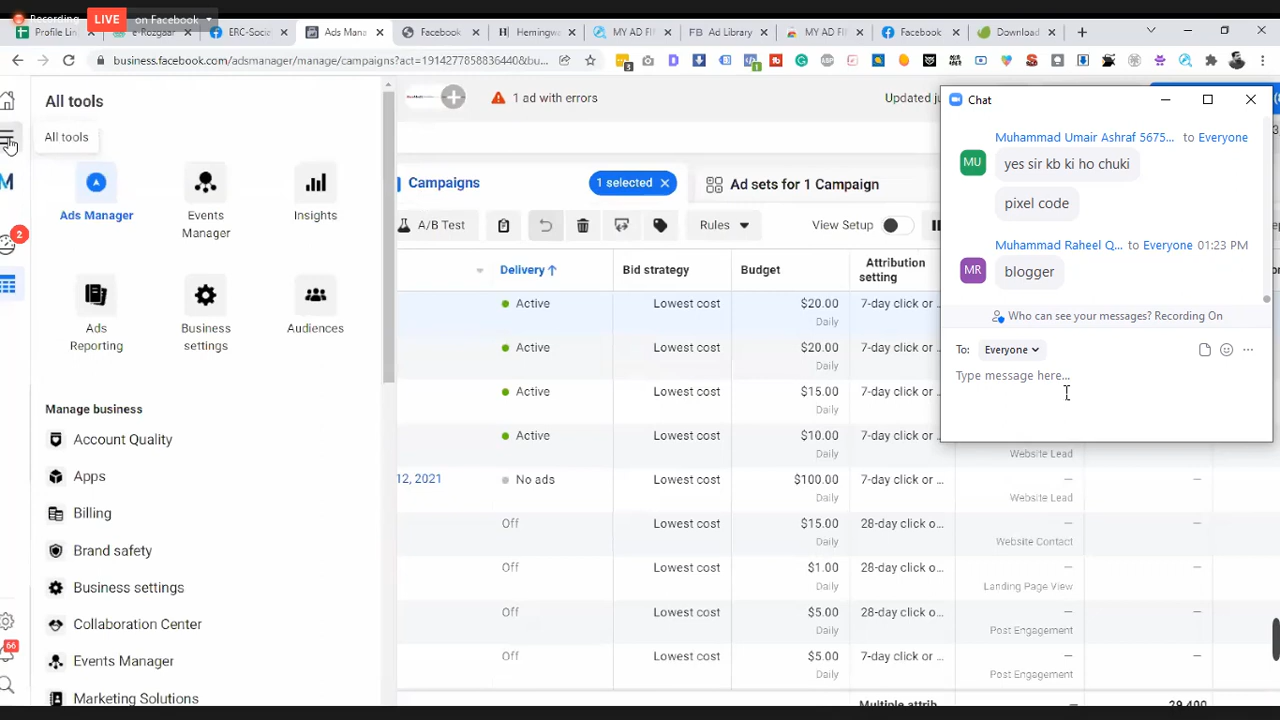 Recording
LIVE
on Facebook
Profile Lin
e-Rozgaar
ERC-Social
Ads Mana
Facebook
Hemingwa
MY AD FI
FB Ad Library
MY AD FIN
Facebook
Download
business.facebook.com/adsmanager/manage/campaigns?act=1914277858836440&bu...
All tools
All tools
Ads Manager
Events
Manager
Insights
Ads
Reporting
Business
settings
Audiences
Manage business
Account Quality
Apps
Billing
Brand safety
Business settings
Collaboration Center
Events Manager
Marketing Solutions
2
66
1 ad with errors
Updated ju
Campaigns
1 selected
Ad sets for 1 Campaign
A/B Test
Rules
View Setup
Delivery ↑
Bid strategy
Budget
Attribution
setting
Active
Lowest cost
$20.00
Daily
7-day click or ...
Active
Lowest cost
$20.00
Daily
7-day click or ...
Active
Lowest cost
$15.00
Daily
7-day click or ...
Active
Lowest cost
$10.00
Daily
7-day click or ...
Website Lead
12, 2021
No ads
Lowest cost
$100.00
Daily
7-day click or ...
—
Website Lead
—
Off
Lowest cost
$15.00
Daily
28-day click o...
—
Website Contact
—
Off
Lowest cost
$1.00
Daily
28-day click o...
—
Landing Page View
—
Off
Lowest cost
$5.00
Daily
28-day click o...
—
Post Engagement
—
Off
Lowest cost
$5.00
Daily
7-day click or ...
—
Post Engagement
—
Multiple attrib
29,400
Chat
Muhammad Umair Ashraf 5675... to Everyone
MU
yes sir kb ki ho chuki
pixel code
Muhammad Raheel Q... to Everyone 01:23 PM
MR
blogger
Who can see your messages? Recording On
To: Everyone
Type message here...